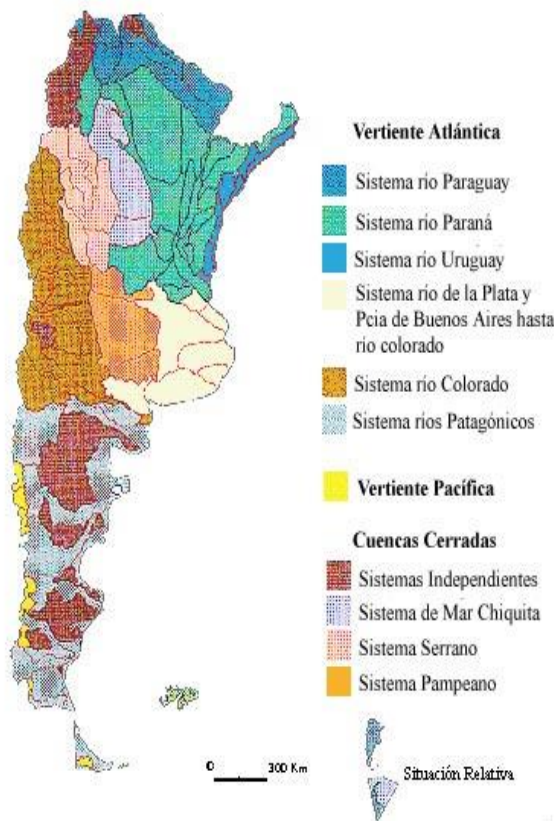 Vertiente Atlántica
Sistema río Paraguay
Sistema río Paraná
Sistema río Uruguay
Sistema río de la Plata y
Pcia de Buenos Aires hasta
río colorado
Sistema río Colorado
Sistema ríos Patagónicos
Vertiente Pacífica
Cuencas Cerradas
Sistemas Independientes
Sistema de Mar Chiquita
Sistema Serrano
Sistema Pampeano
0 300 Km
Situación Relativa